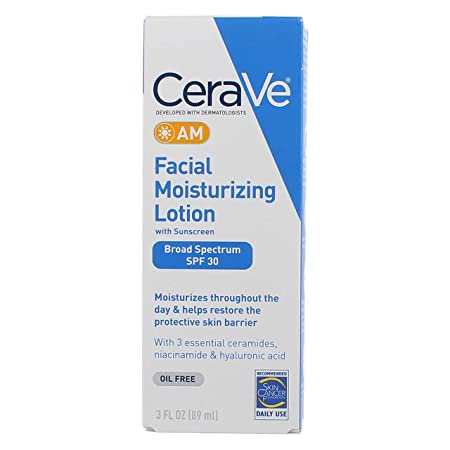 CeraVe®
DEVELOPED WITH DERMATOLOGISTS
AM
Facial
Moisturizing
Lotion
with Sunscreen
Broad Spectrum
SPF 30
Moisturizes throughout the
day & helps restore the
protective skin barrier
With 3 essential ceramides,
niacinamide & hyaluronic acid
OIL FREE
RECOMMENDED
SKIN
CANCER
FOUNDATION
DAILY USE
3 FL OZ (89 ml)